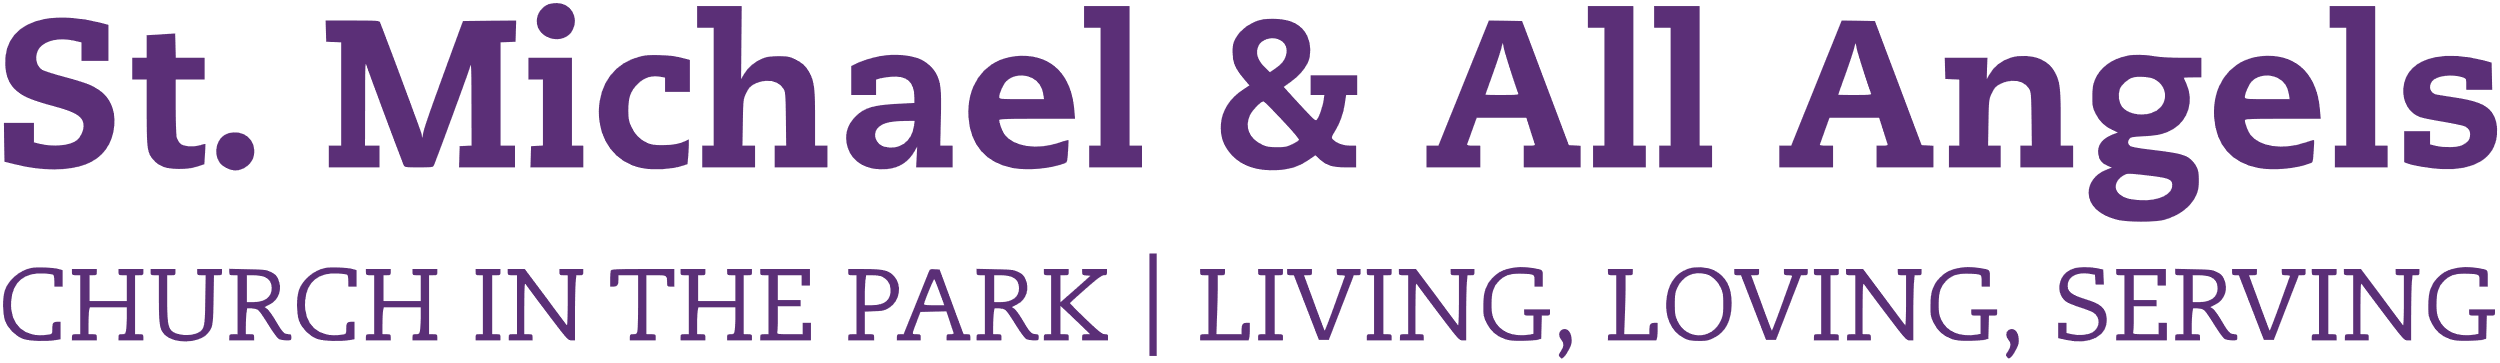 St. Michael & All Angels
CHURCH IN THE PARK | LIVING, LOVING, SERVING